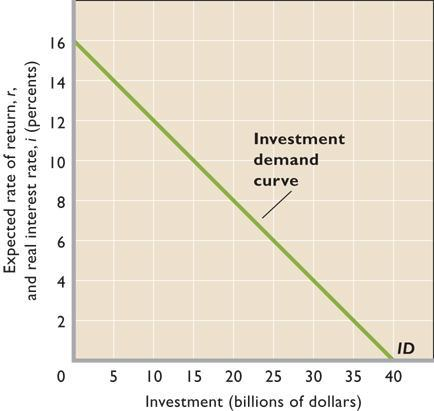 Expected rate of return, r,
and real interest rate, i (percents)
16
14
12
10
8
6
4
2
Investment
demand
curve
ID
0 5 10 15 20 25 30 35 40
Investment (billions of dollars)